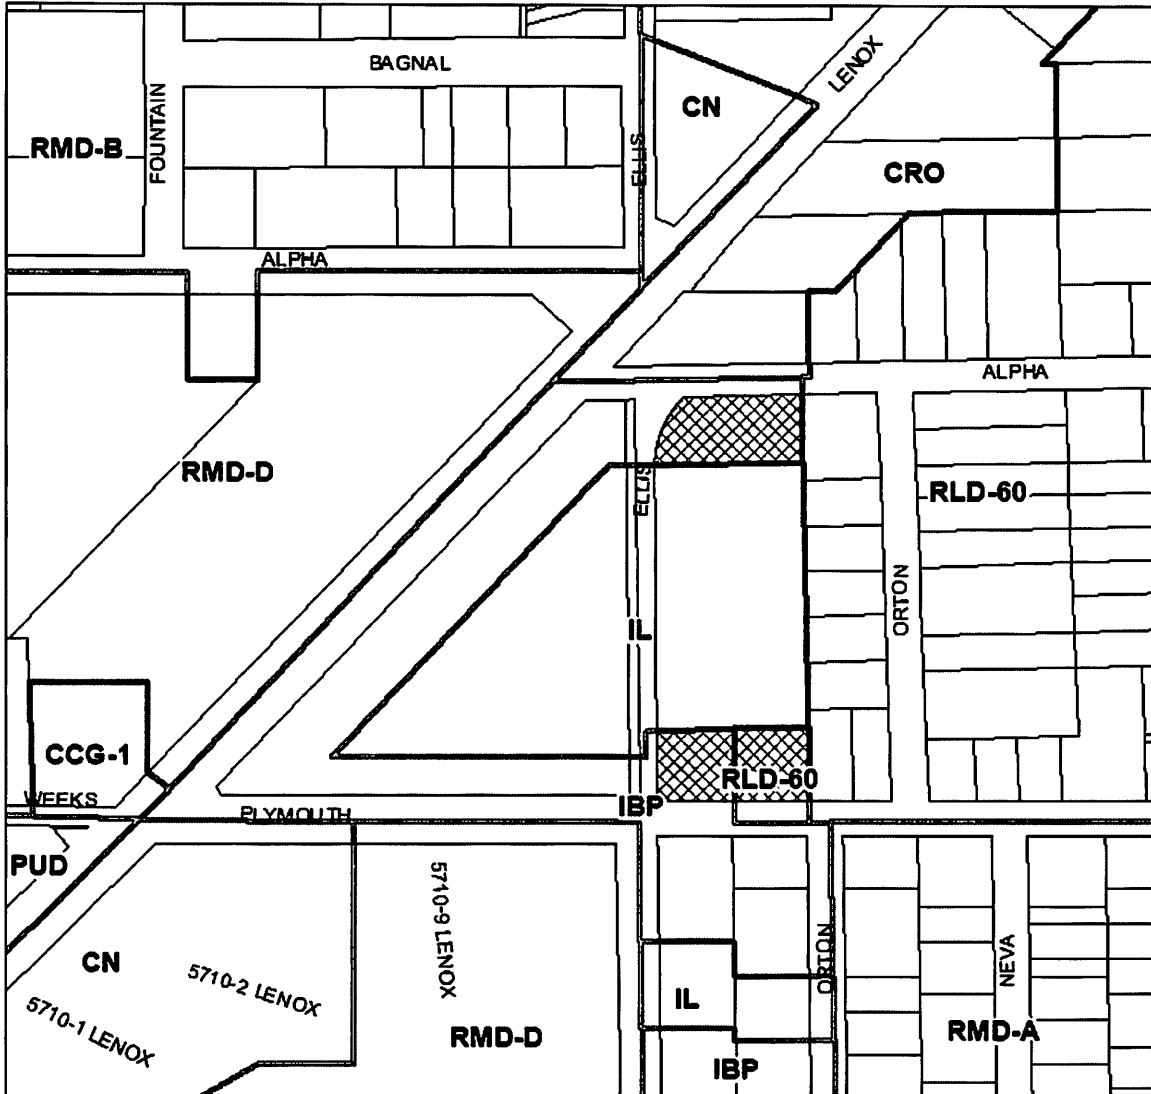 BAGNAL
LENOX
CN
FOUNTAIN
RMD-B
ELLIS
CRO
ALPHA
ALPHA
RMD-D
ELLIS
RLD-60
ORTON
IL
CCG-1
RLD-60
WEEKS
IBP
PLYMOUTH
PUD
5710-9 LENOX
CN
5710-2 LENOX
5710-1 LENOX
ORTON
NEVA
IL
RMD-D
RMD-A
IBP